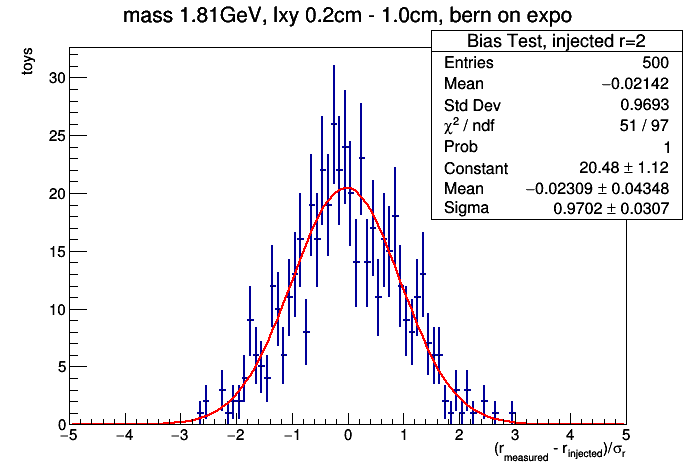 mass 1.81GeV, lxy 0.2cm - 1.0cm, bern on expo
toys
Bias Test, injected r=2
Entries 500
Mean −0.02142
Std Dev 0.9693
χ² / ndf 51 / 97
Prob 1
Constant 20.48 ± 1.12
Mean -0.02309 ± 0.04348
Sigma 0.9702 ± 0.0307
30
25
20
15
10
5
0
−5 −4 −3 −2 −1 0 1 2 3 4 5
(r_measured - r_injected)/σ_r